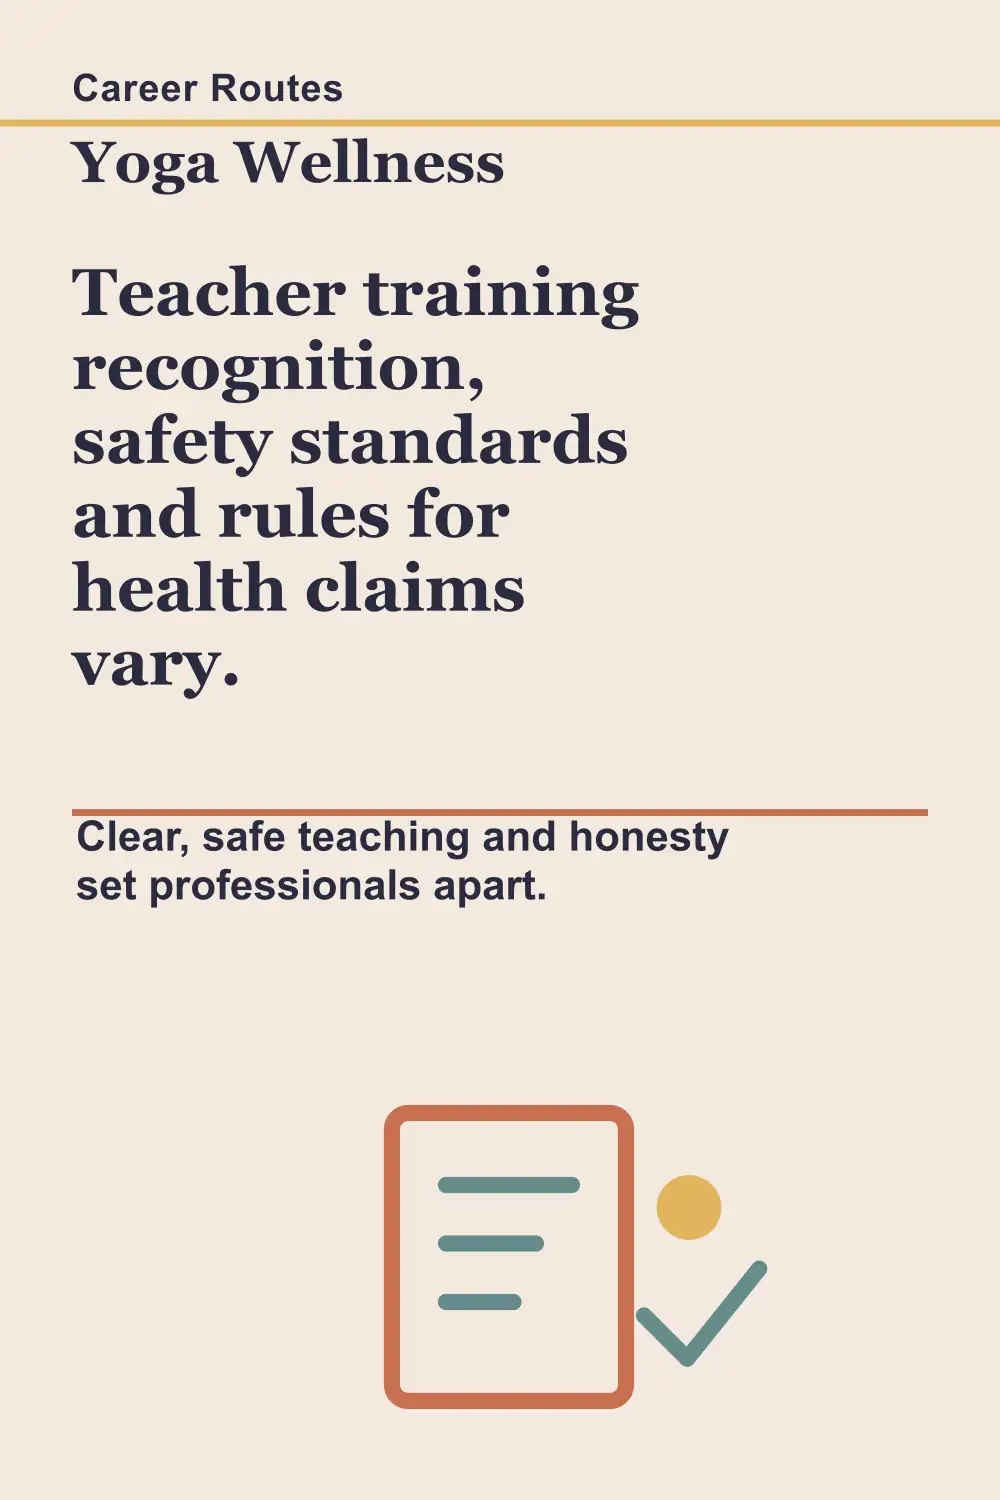 Career Routes
Yoga Wellness
Teacher training
recognition,
safety standards
and rules for
health claims
vary.
Clear, safe teaching and honesty
set professionals apart.